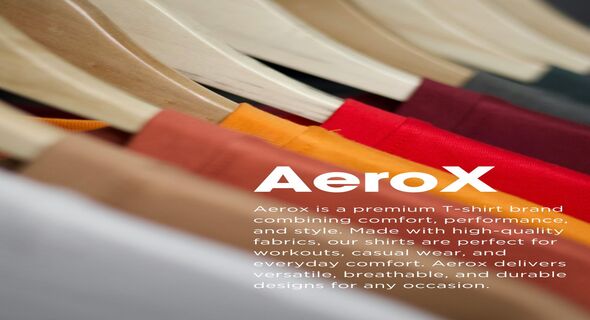 AeroX
Aerox is a premium T-shirt brand
combining comfort, performance,
and style. Made with high-quality
fabrics, our shirts are perfect for
workouts, casual wear, and
everyday comfort. Aerox delivers
versatile, breathable, and durable
designs for any occasion.